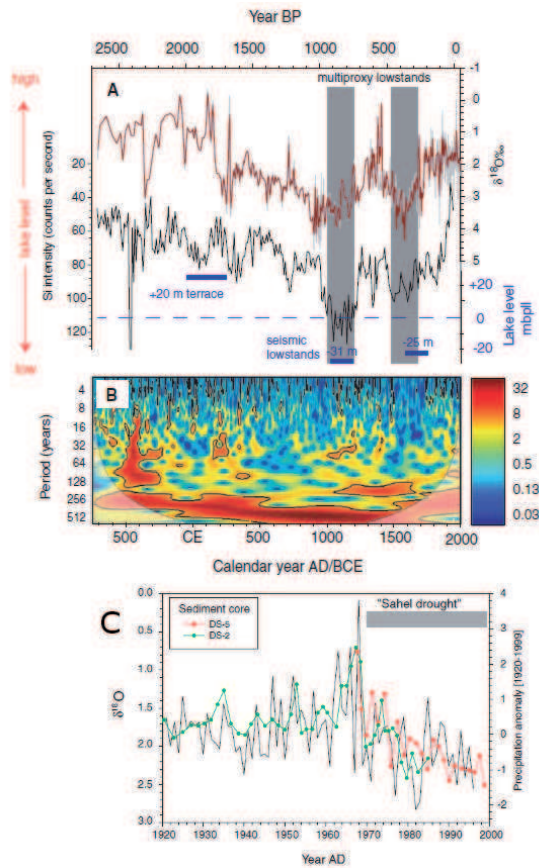 Year BP
2500 2000 1500 1000 500 0
high
lake level
low
A
multiproxy lowstands
-1
0
1
2
3
4
5
δ¹⁸O‰
20
40
60
80
100
120
Si intensity (counts per second)
+20 m terrace
seismic
lowstands
-31 m
-25 m
+20
0
-20
Lake level
mbpll
B
4
8
16
32
64
128
256
512
Period (years)
32
8
2
0.5
0.13
0.03
500 CE 500 1000 1500 2000
Calendar year AD/BCE
C
Sediment core
DS-5
DS-2
"Sahel drought"
0.0
0.5
1.0
1.5
2.0
2.5
3.0
δ¹⁸O
4
3
2
1
0
-1
-2
Precipitation anomaly [1920-1999]
1920 1930 1940 1950 1960 1970 1980 1990 2000
Year AD